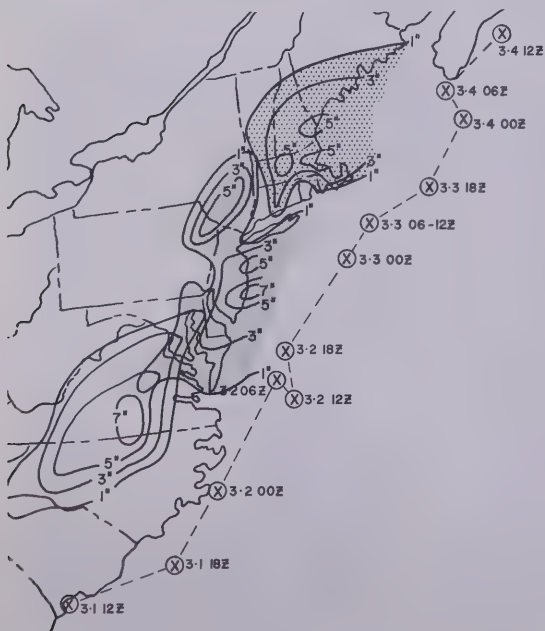 3.4 12Z
1"
3.4 06Z
3"
3.4 00Z
5"
1"
3"
5"
5"
5"
3"
1"
3.3 18Z
1"
3.3 06-12Z
3"
5"
3.3 00Z
7"
5"
3"
3.2 18Z
1"
3.2 06Z
3.2 12Z
7"
5"
3"
1"
3.2 00Z
3.1 18Z
3.1 12Z